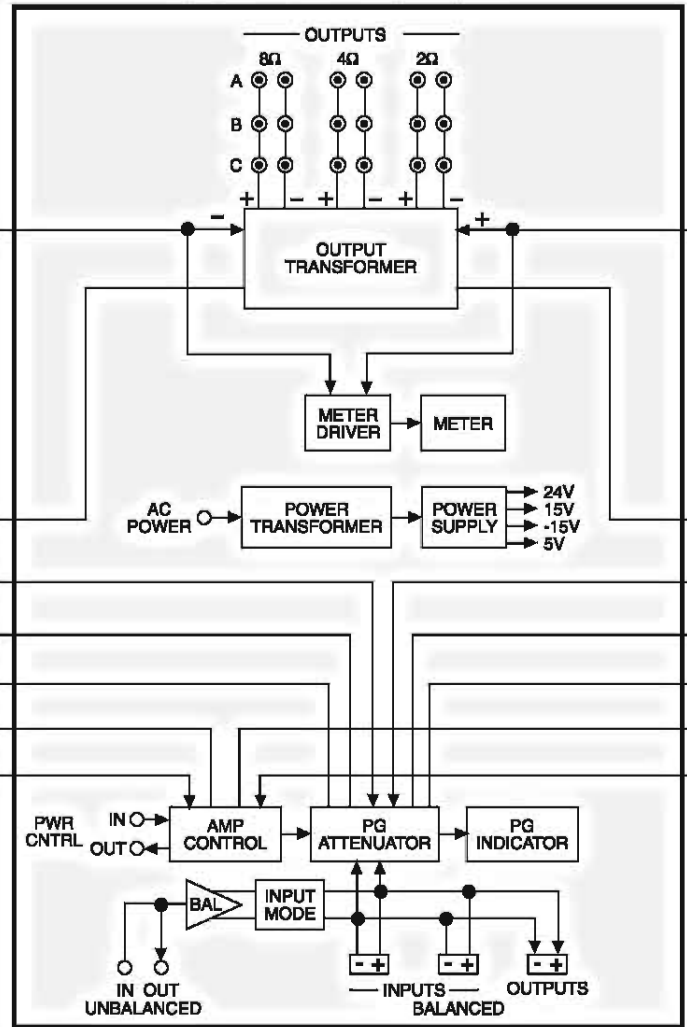 OUTPUTS
8Ω 4Ω 2Ω
A
B
C
+ - + - + -
- +
OUTPUT
TRANSFORMER
METER
DRIVER
METER
AC
POWER
POWER
TRANSFORMER
POWER
SUPPLY
24V
15V
-15V
5V
PWR
CNTRL
IN
OUT
AMP
CONTROL
PG
ATTENUATOR
PG
INDICATOR
BAL
INPUT
MODE
- + - + - +
IN OUT
UNBALANCED
INPUTS
BALANCED
OUTPUTS